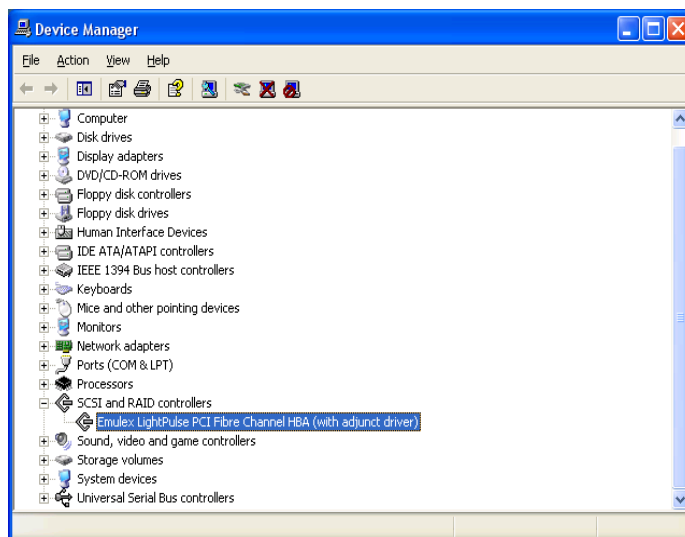 Device Manager
File Action View Help
Computer
Disk drives
Display adapters
DVD/CD-ROM drives
Floppy disk controllers
Floppy disk drives
Human Interface Devices
IDE ATA/ATAPI controllers
IEEE 1394 Bus host controllers
Keyboards
Mice and other pointing devices
Monitors
Network adapters
Ports (COM & LPT)
Processors
SCSI and RAID controllers
Emulex LightPulse PCI Fibre Channel HBA (with adjunct driver)
Sound, video and game controllers
Storage volumes
System devices
Universal Serial Bus controllers